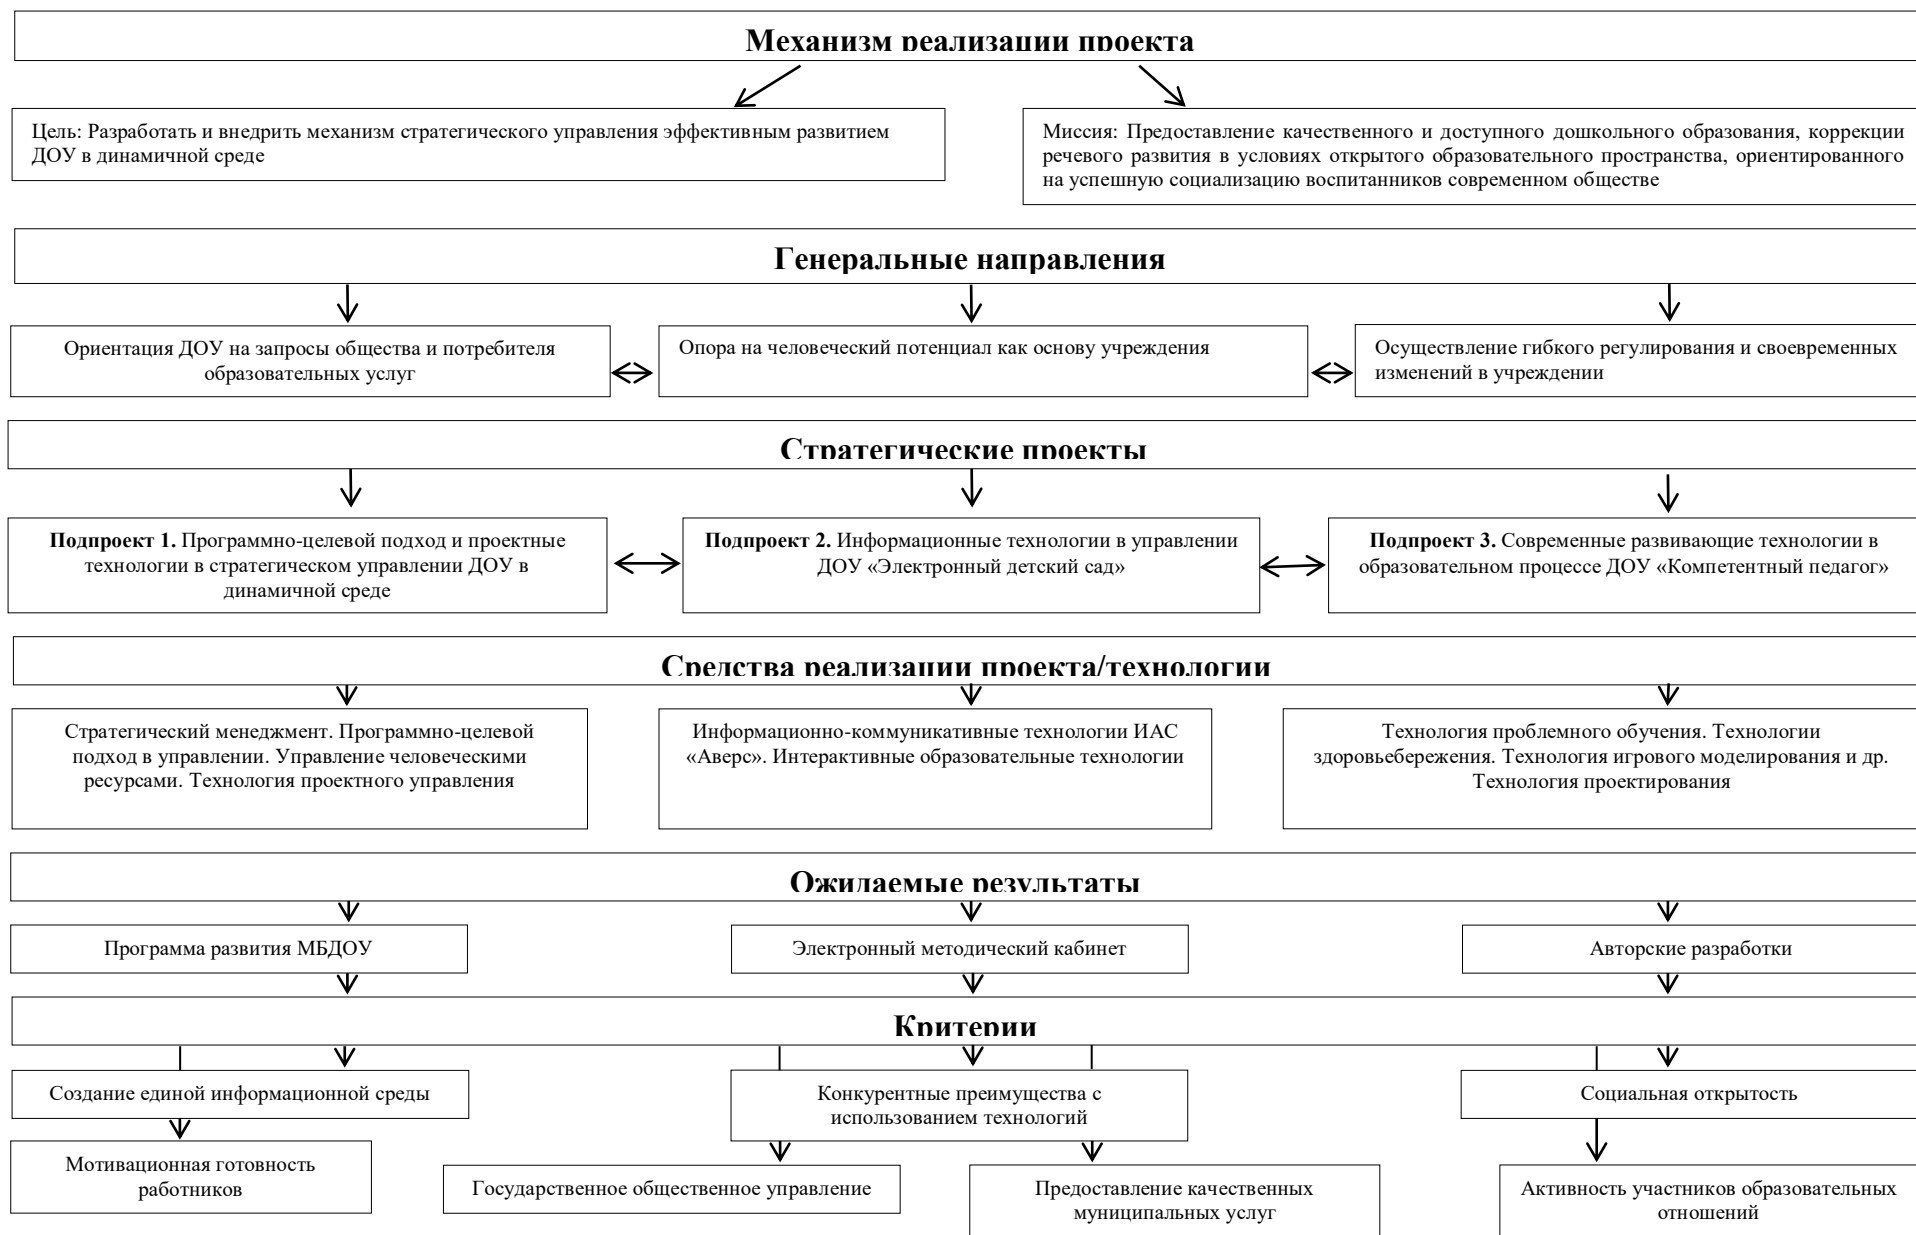 Механизм реализации проекта
Цель: Разработать и внедрить механизм стратегического управления эффективным развитием
ДОУ в динамичной среде
Миссия: Предоставление качественного и доступного дошкольного образования, коррекции
речевого развития в условиях открытого образовательного пространства, ориентированного
на успешную социализацию воспитанников современном обществе
Генеральные направления
Ориентация ДОУ на запросы общества и потребителя
образовательных услуг
Опора на человеческий потенциал как основу учреждения
Осуществление гибкого регулирования и своевременных
изменений в учреждении
Стратегические проекты
Подпроект 1. Программно-целевой подход и проектные
технологии в стратегическом управлении ДОУ в
динамичной среде
Подпроект 2. Информационные технологии в управлении
ДОУ «Электронный детский сад»
Подпроект 3. Современные развивающие технологии в
образовательном процессе ДОУ «Компетентный педагог»
Средства реализации проекта/технологии
Стратегический менеджмент. Программно-целевой
подход в управлении. Управление человеческими
ресурсами. Технология проектного управления
Информационно-коммуникативные технологии ИАС
«Аверс». Интерактивные образовательные технологии
Технология проблемного обучения. Технологии
здоровьебережения. Технология игрового моделирования и др.
Технология проектирования
Ожидаемые результаты
Программа развития МБДОУ
Электронный методический кабинет
Авторские разработки
Критерии
Создание единой информационной среды
Конкурентные преимущества с
использованием технологий
Социальная открытость
Мотивационная готовность
работников
Государственное общественное управление
Предоставление качественных
муниципальных услуг
Активность участников образовательных
отношений